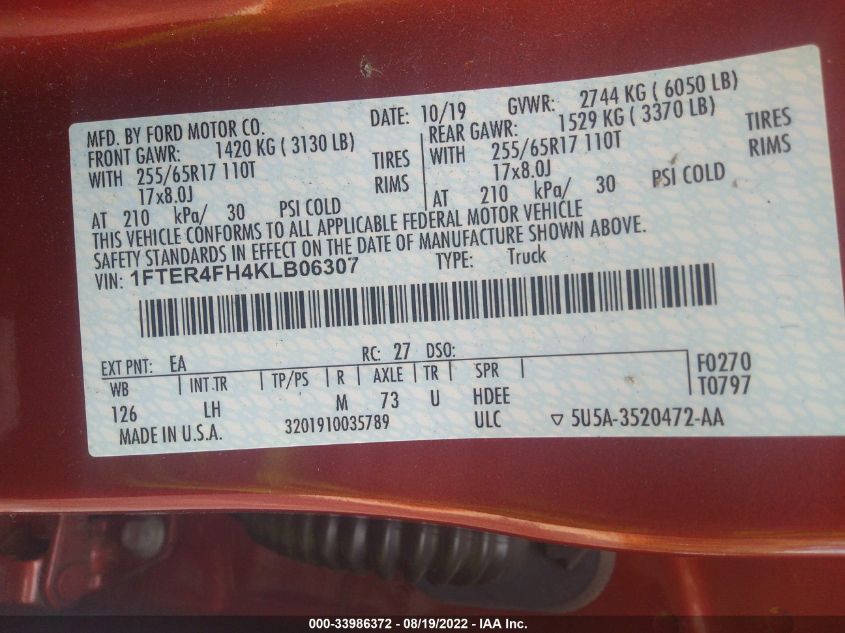 MFD. BY FORD MOTOR CO. DATE: 10/19 GVWR: 2744 KG ( 6050 LB)
FRONT GAWR: 1420 KG ( 3130 LB) REAR GAWR: 1529 KG ( 3370 LB)
WITH 255/65R17 110T TIRES WITH 255/65R17 110T TIRES
17x8.0J RIMS 17x8.0J RIMS
AT 210 kPa/ 30 PSI COLD AT 210 kPa/ 30 PSI COLD
THIS VEHICLE CONFORMS TO ALL APPLICABLE FEDERAL MOTOR VEHICLE
SAFETY STANDARDS IN EFFECT ON THE DATE OF MANUFACTURE SHOWN ABOVE.
VIN: 1FTER4FH4KLB06307 TYPE: Truck
EXT PNT: EA RC: 27 DSO:
WB INT TR TP/PS R AXLE TR SPR F0270
126 LH M 73 U HDEE T0797
MADE IN U.S.A. 3201910035789 ULC ▽ 5U5A-3520472-AA
000-33986372 - 08/19/2022 - IAA Inc.